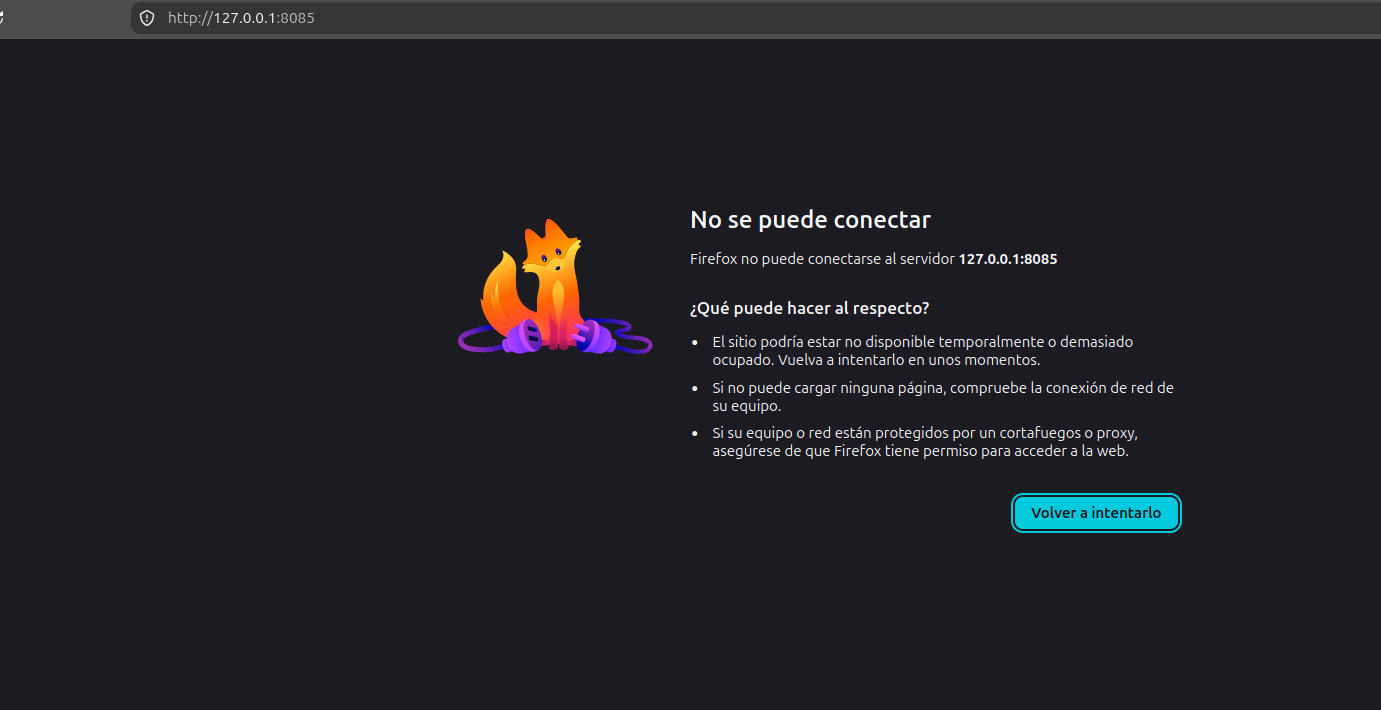 http://127.0.0.1:8085
No se puede conectar
Firefox no puede conectarse al servidor 127.0.0.1:8085
¿Qué puede hacer al respecto?
• El sitio podría estar no disponible temporalmente o demasiado
ocupado. Vuelva a intentarlo en unos momentos.
• Si no puede cargar ninguna página, compruebe la conexión de red de
su equipo.
• Si su equipo o red están protegidos por un cortafuegos o proxy,
asegúrese de que Firefox tiene permiso para acceder a la web.
Volver a intentarlo